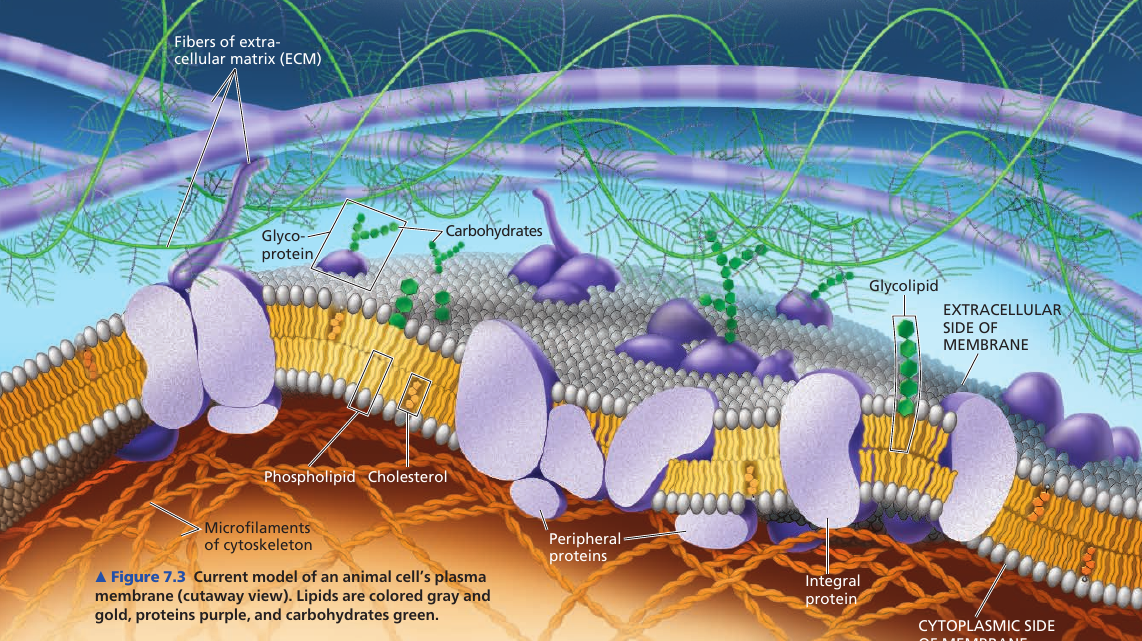 Fibers of extra-
cellular matrix (ECM)
Glyco-
protein
Carbohydrates
Glycolipid
EXTRACELLULAR
SIDE OF
MEMBRANE
Phospholipid
Cholesterol
Microfilaments
of cytoskeleton
Peripheral
proteins
Integral
protein
CYTOPLASMIC SIDE
OF MEMBRANE
▲ Figure 7.3 Current model of an animal cell's plasma
membrane (cutaway view). Lipids are colored gray and
gold, proteins purple, and carbohydrates green.